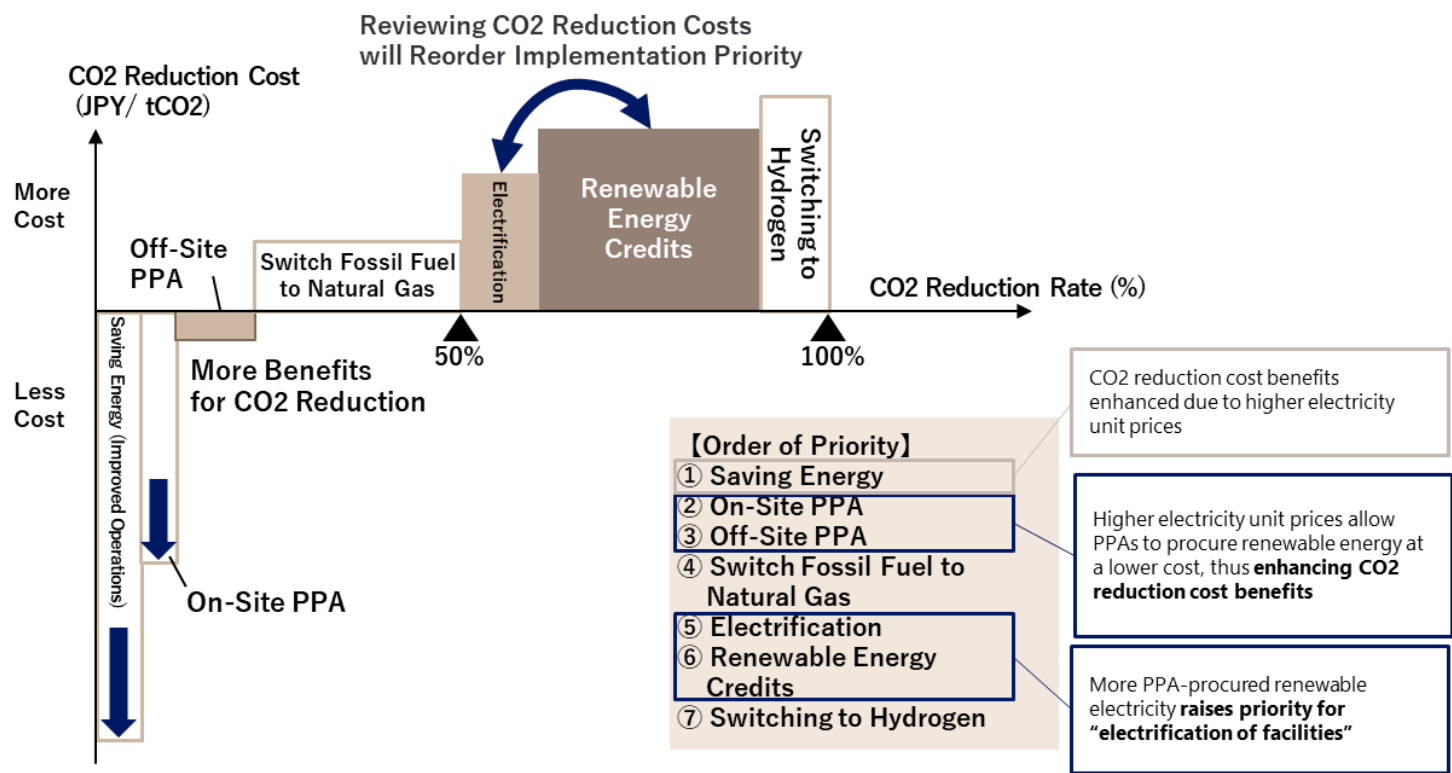 Reviewing CO2 Reduction Costs
will Reorder Implementation Priority
CO2 Reduction Cost
(JPY/ tCO2)
More
Cost
Off-Site
PPA
Switch Fossil Fuel
to Natural Gas
Electrification
Renewable
Energy
Credits
Switching to
Hydrogen
CO2 Reduction Rate (%)
50%
100%
Less
Cost
Saving Energy (Improved Operations)
More Benefits
for CO2 Reduction
On-Site PPA
【Order of Priority】
① Saving Energy
② On-Site PPA
③ Off-Site PPA
④ Switch Fossil Fuel to
Natural Gas
⑤ Electrification
⑥ Renewable Energy
Credits
⑦ Switching to Hydrogen
CO2 reduction cost benefits
enhanced due to higher electricity
unit prices
Higher electricity unit prices allow
PPAs to procure renewable energy at
a lower cost, thus enhancing CO2
reduction cost benefits
More PPA-procured renewable
electricity raises priority for
“electrification of facilities”